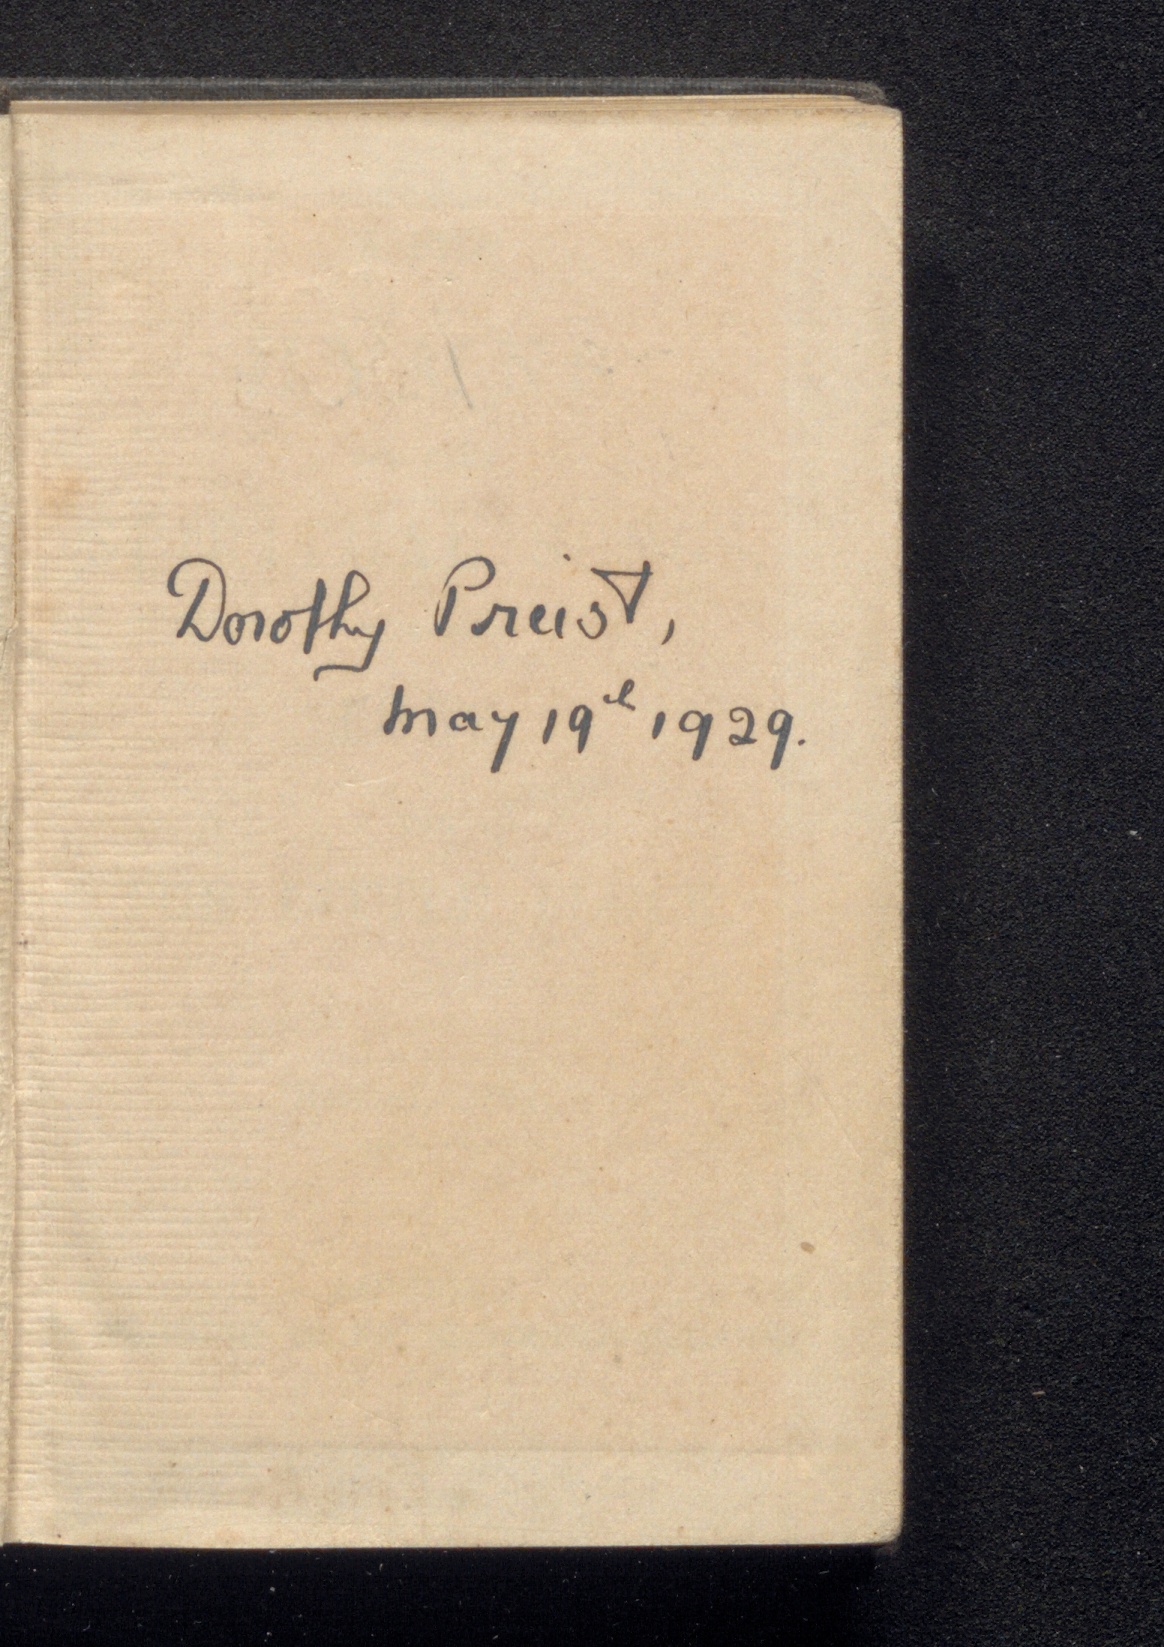 Dorothy Preist,
May 19th 1929.